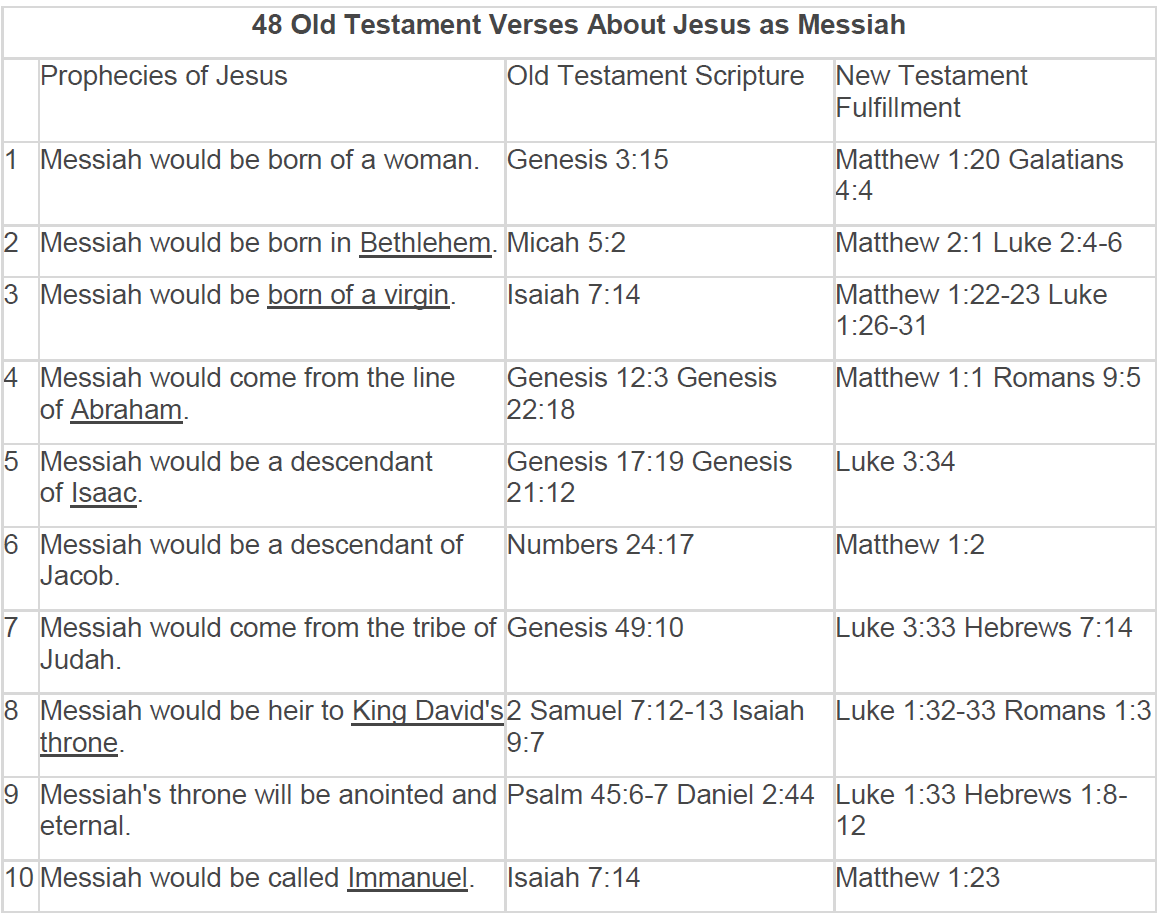 48 Old Testament Verses About Jesus as Messiah
Prophecies of Jesus Old Testament Scripture New Testament
Fulfillment
1 Messiah would be born of a woman. Genesis 3:15 Matthew 1:20 Galatians
4:4
2 Messiah would be born in Bethlehem. Micah 5:2 Matthew 2:1 Luke 2:4-6
3 Messiah would be born of a virgin. Isaiah 7:14 Matthew 1:22-23 Luke
1:26-31
4 Messiah would come from the line Genesis 12:3 Genesis Matthew 1:1 Romans 9:5
of Abraham. 22:18
5 Messiah would be a descendant Genesis 17:19 Genesis Luke 3:34
of Isaac. 21:12
6 Messiah would be a descendant of Numbers 24:17 Matthew 1:2
Jacob.
7 Messiah would come from the tribe of Genesis 49:10 Luke 3:33 Hebrews 7:14
Judah.
8 Messiah would be heir to King David's 2 Samuel 7:12-13 Isaiah Luke 1:32-33 Romans 1:3
throne. 9:7
9 Messiah's throne will be anointed and Psalm 45:6-7 Daniel 2:44 Luke 1:33 Hebrews 1:8-
eternal. 12
10 Messiah would be called Immanuel. Isaiah 7:14 Matthew 1:23